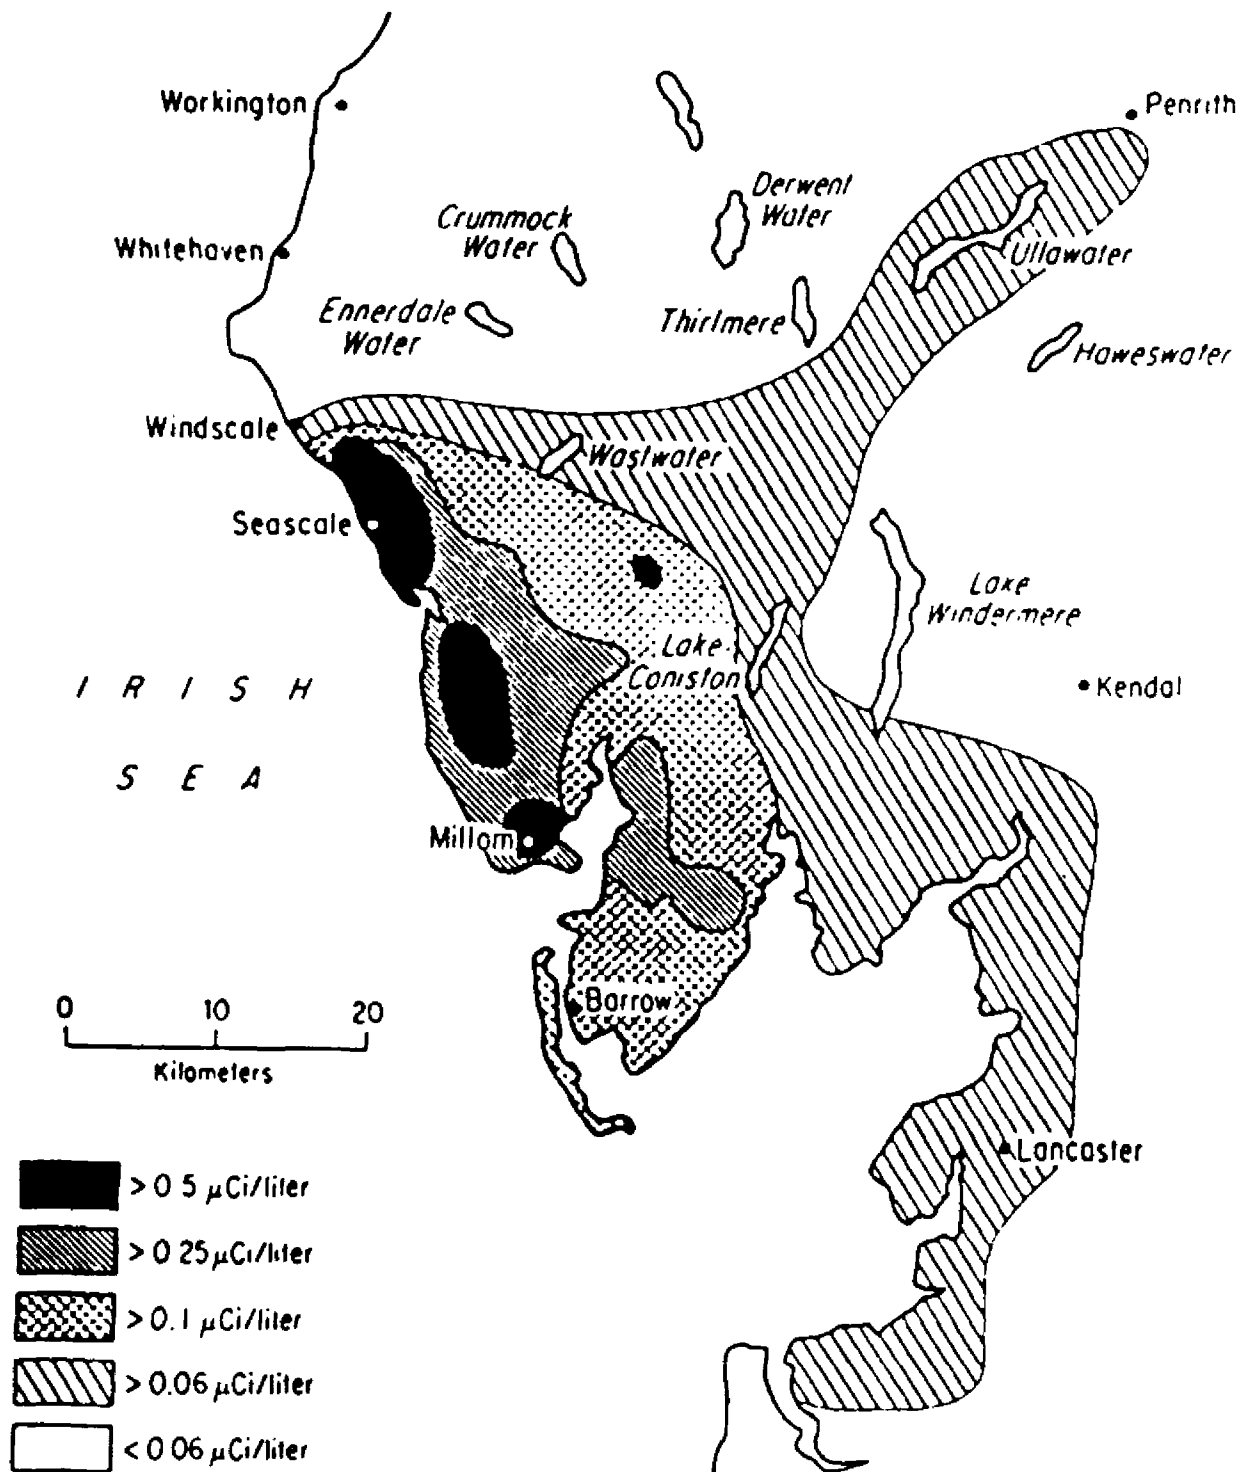 Workington
Penrith
Derwent
Water
Crummock
Water
Whitehaven
Ullawater
Ennerdale
Water
Thirlmere
Haweswater
Windscale
Wastwater
Seascale
Lake
Windermere
Lake
Coniston
Kendal
I R I S H
S E A
Millom
Barrow
0 10 20
Kilometers
Lancaster
> 0 5 μCi/liter
> 0 25 μCi/liter
> 0.1 μCi/liter
> 0.06 μCi/liter
< 0 06 μCi/liter